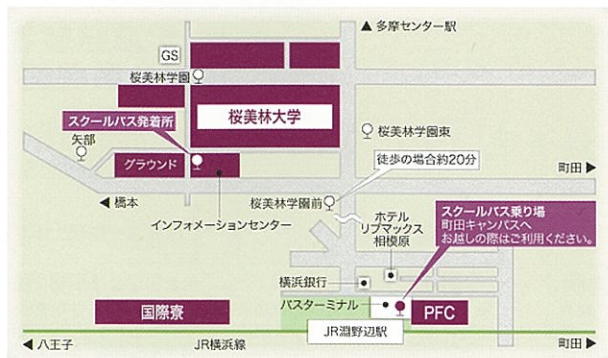 ▲多摩センター駅
GS
桜美林学園
桜美林大学
スクールバス発着所
矢部
桜美林学園東
グラウンド
徒歩の場合約20分
町田▶
◀橋本
桜美林学園前
インフォメーションセンター
スクールバス乗り場
町田キャンパスへ
お越しの際はご利用ください。
ホテル
リブマックス
相模原
横浜銀行
バスターミナル
国際寮
PFC
JR淵野辺駅
◀八王子
JR横浜線
町田▶